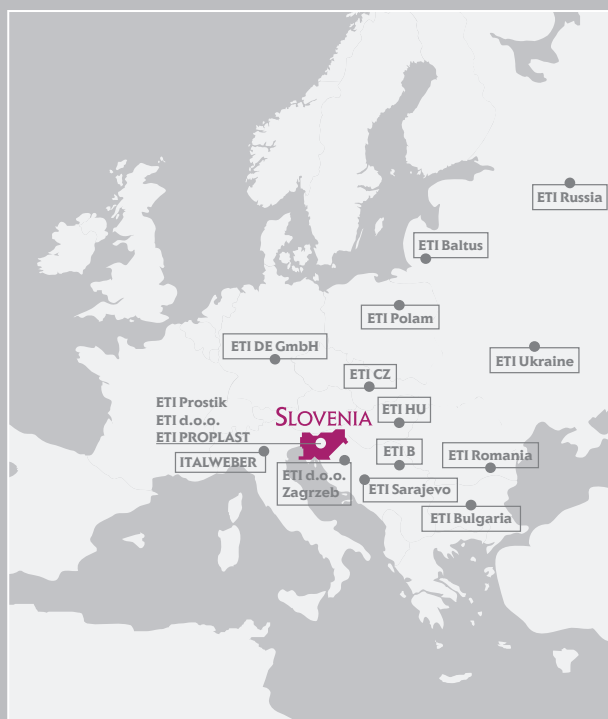 ETI Russia
ETI Baltus
ETI Polam
ETI DE GmbH
ETI Ukraine
ETI CZ
ETI Prostik
ETI d.o.o.
ETI PROPLAST
SLOVENIA
ETI HU
ITALWEBER
ETI B
ETI Romania
ETI d.o.o.
Zagrzeb
ETI Sarajevo
ETI Bulgaria